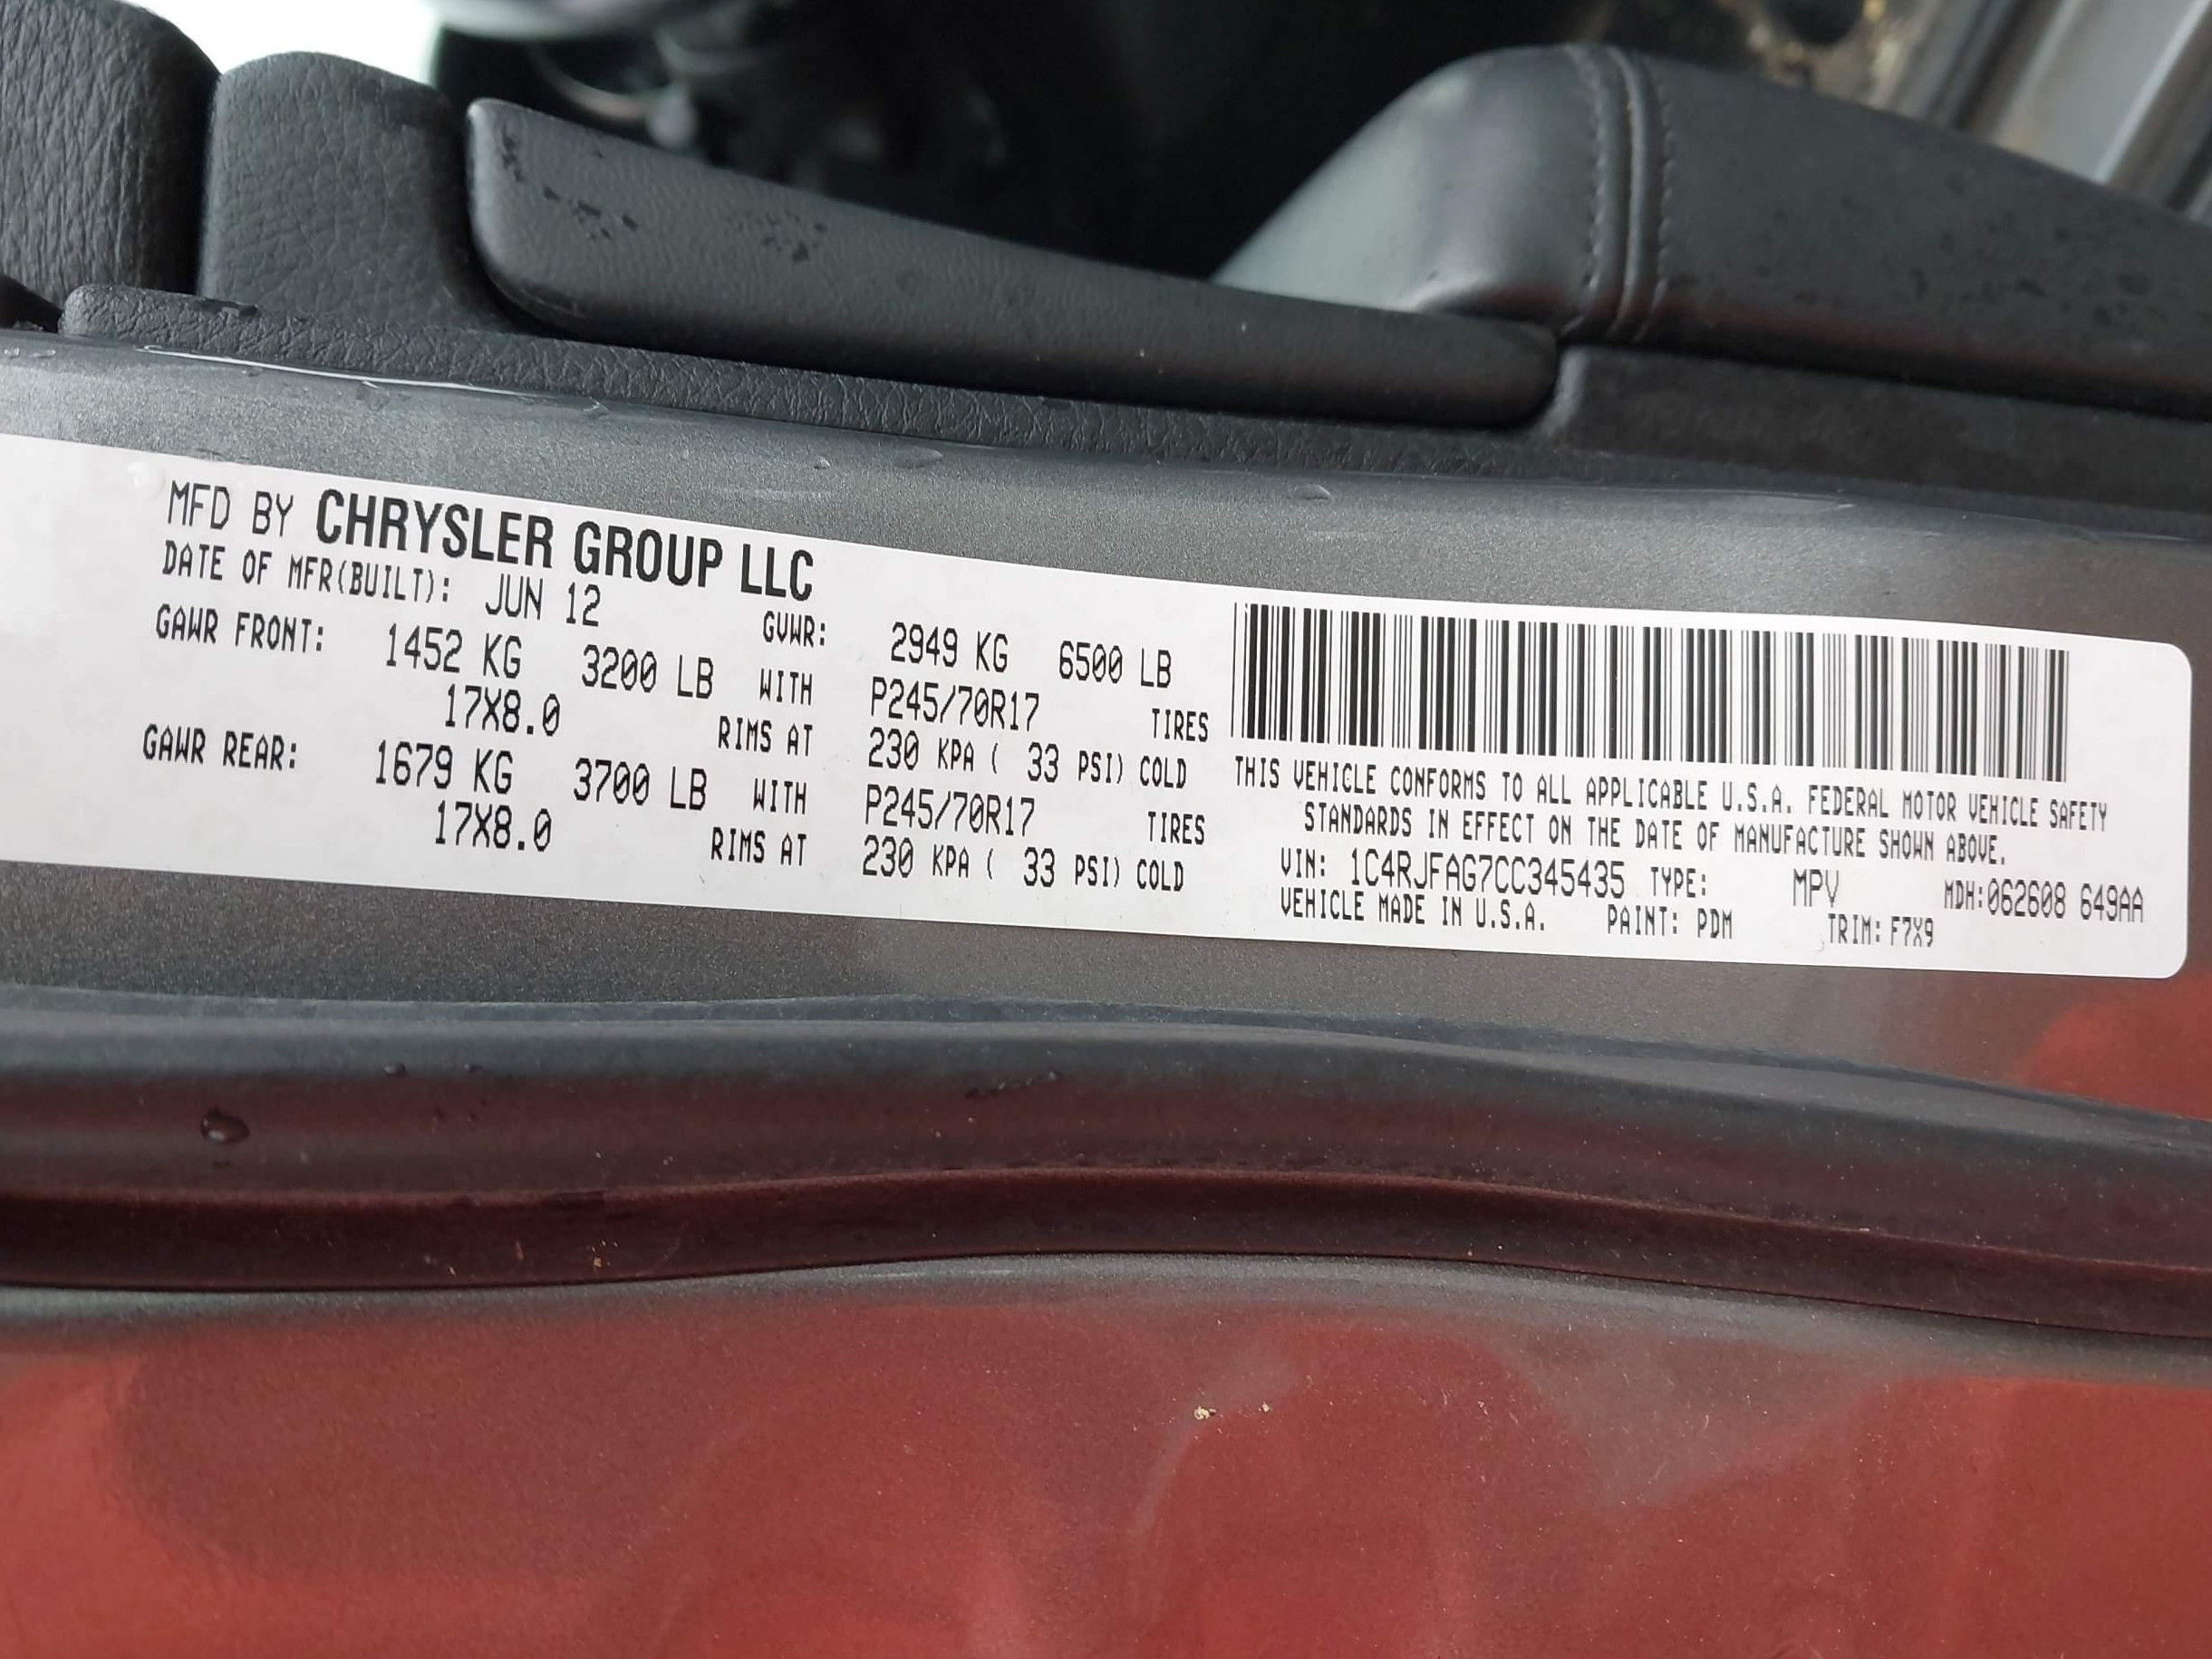 MFD BY CHRYSLER GROUP LLC
DATE OF MFR(BUILT): JUN 12 GVWR: 2949 KG 6500 LB
GAWR FRONT: 1452 KG 3200 LB WITH P245/70R17 TIRES
17X8.0 RIMS AT 230 KPA ( 33 PSI) COLD
GAWR REAR: 1679 KG 3700 LB WITH P245/70R17 TIRES
17X8.0 RIMS AT 230 KPA ( 33 PSI) COLD
THIS VEHICLE CONFORMS TO ALL APPLICABLE U.S.A. FEDERAL MOTOR VEHICLE SAFETY
STANDARDS IN EFFECT ON THE DATE OF MANUFACTURE SHOWN ABOVE.
VIN: 1C4RJFAG7CC345435 TYPE: MPV MDH:062608 649AA
VEHICLE MADE IN U.S.A. PAINT: PDM TRIM: F7X9